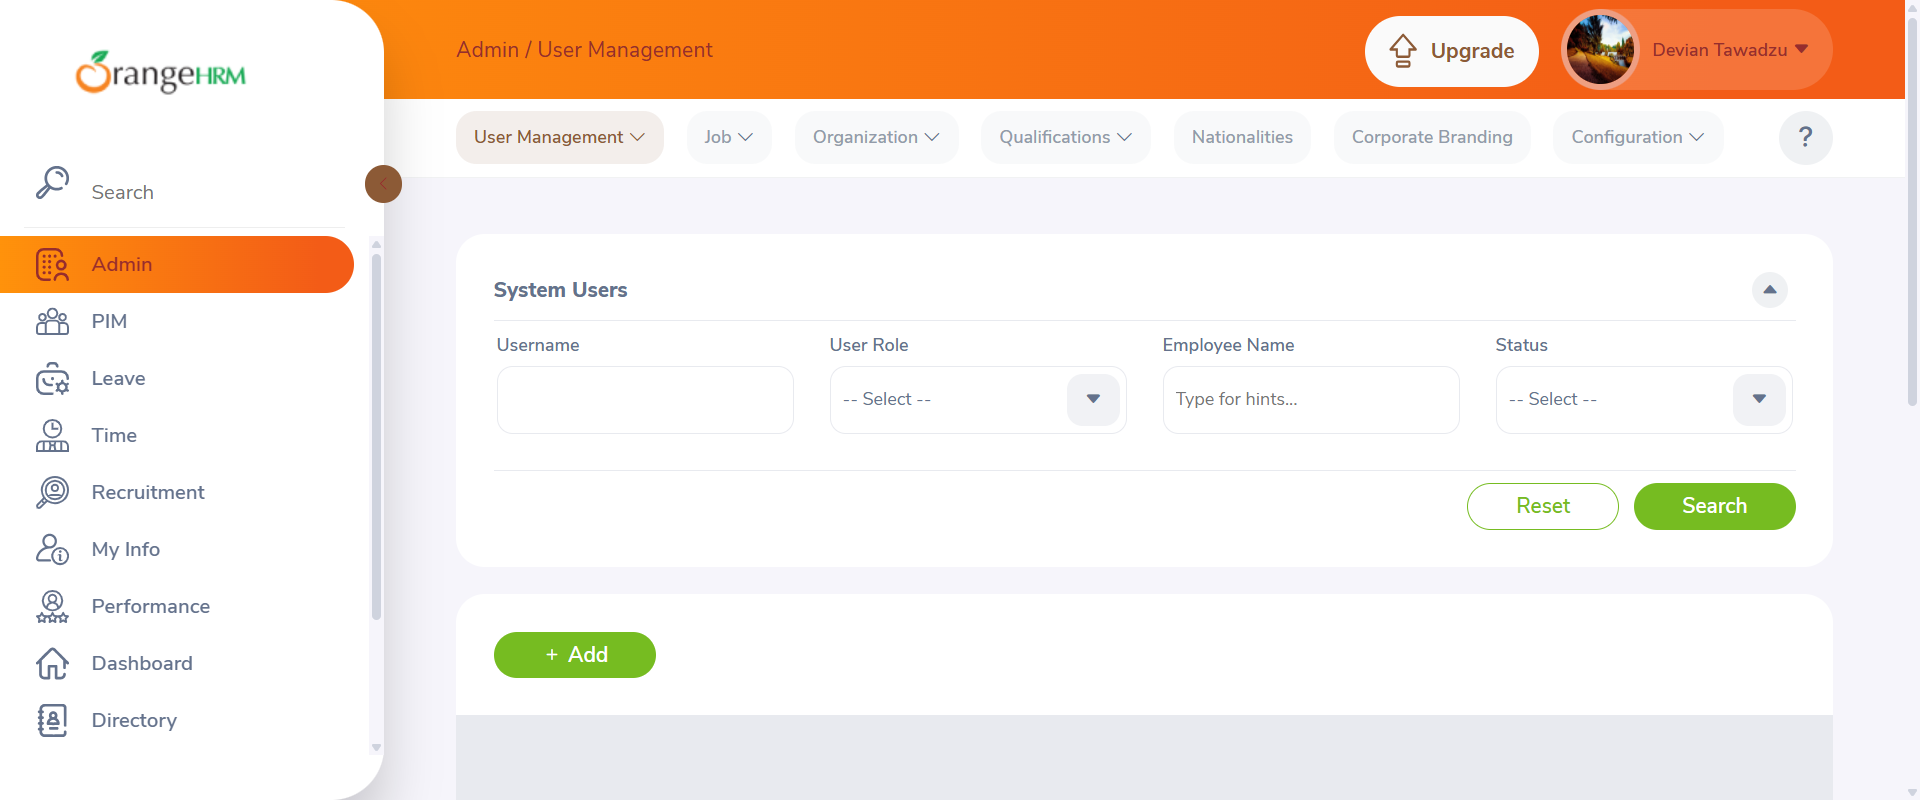 OrangeHRM
Search
Admin
PIM
Leave
Time
Recruitment
My Info
Performance
Dashboard
Directory
Admin / User Management
Upgrade
Devian Tawadzu
User Management
Job
Organization
Qualifications
Nationalities
Corporate Branding
Configuration
?
System Users
Username
User Role
Employee Name
Status
-- Select --
Type for hints...
-- Select --
Reset
Search
+ Add